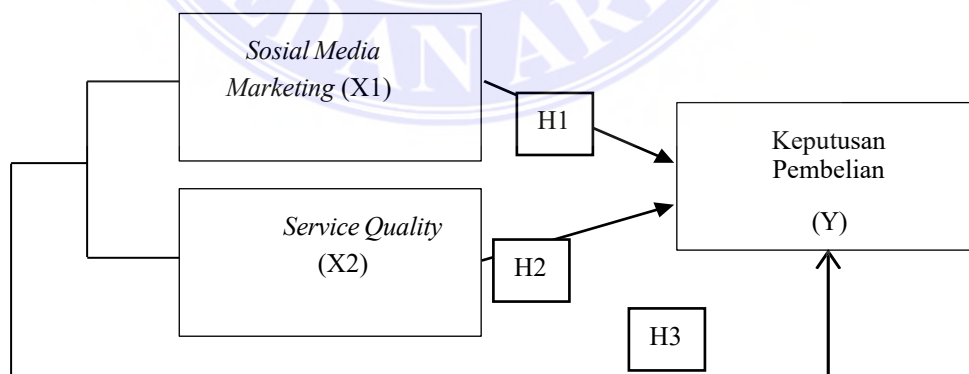 Sosial Media
Marketing (X1)
H1
Keputusan
Pembelian
(Y)
Service Quality
(X2)
H2
H3